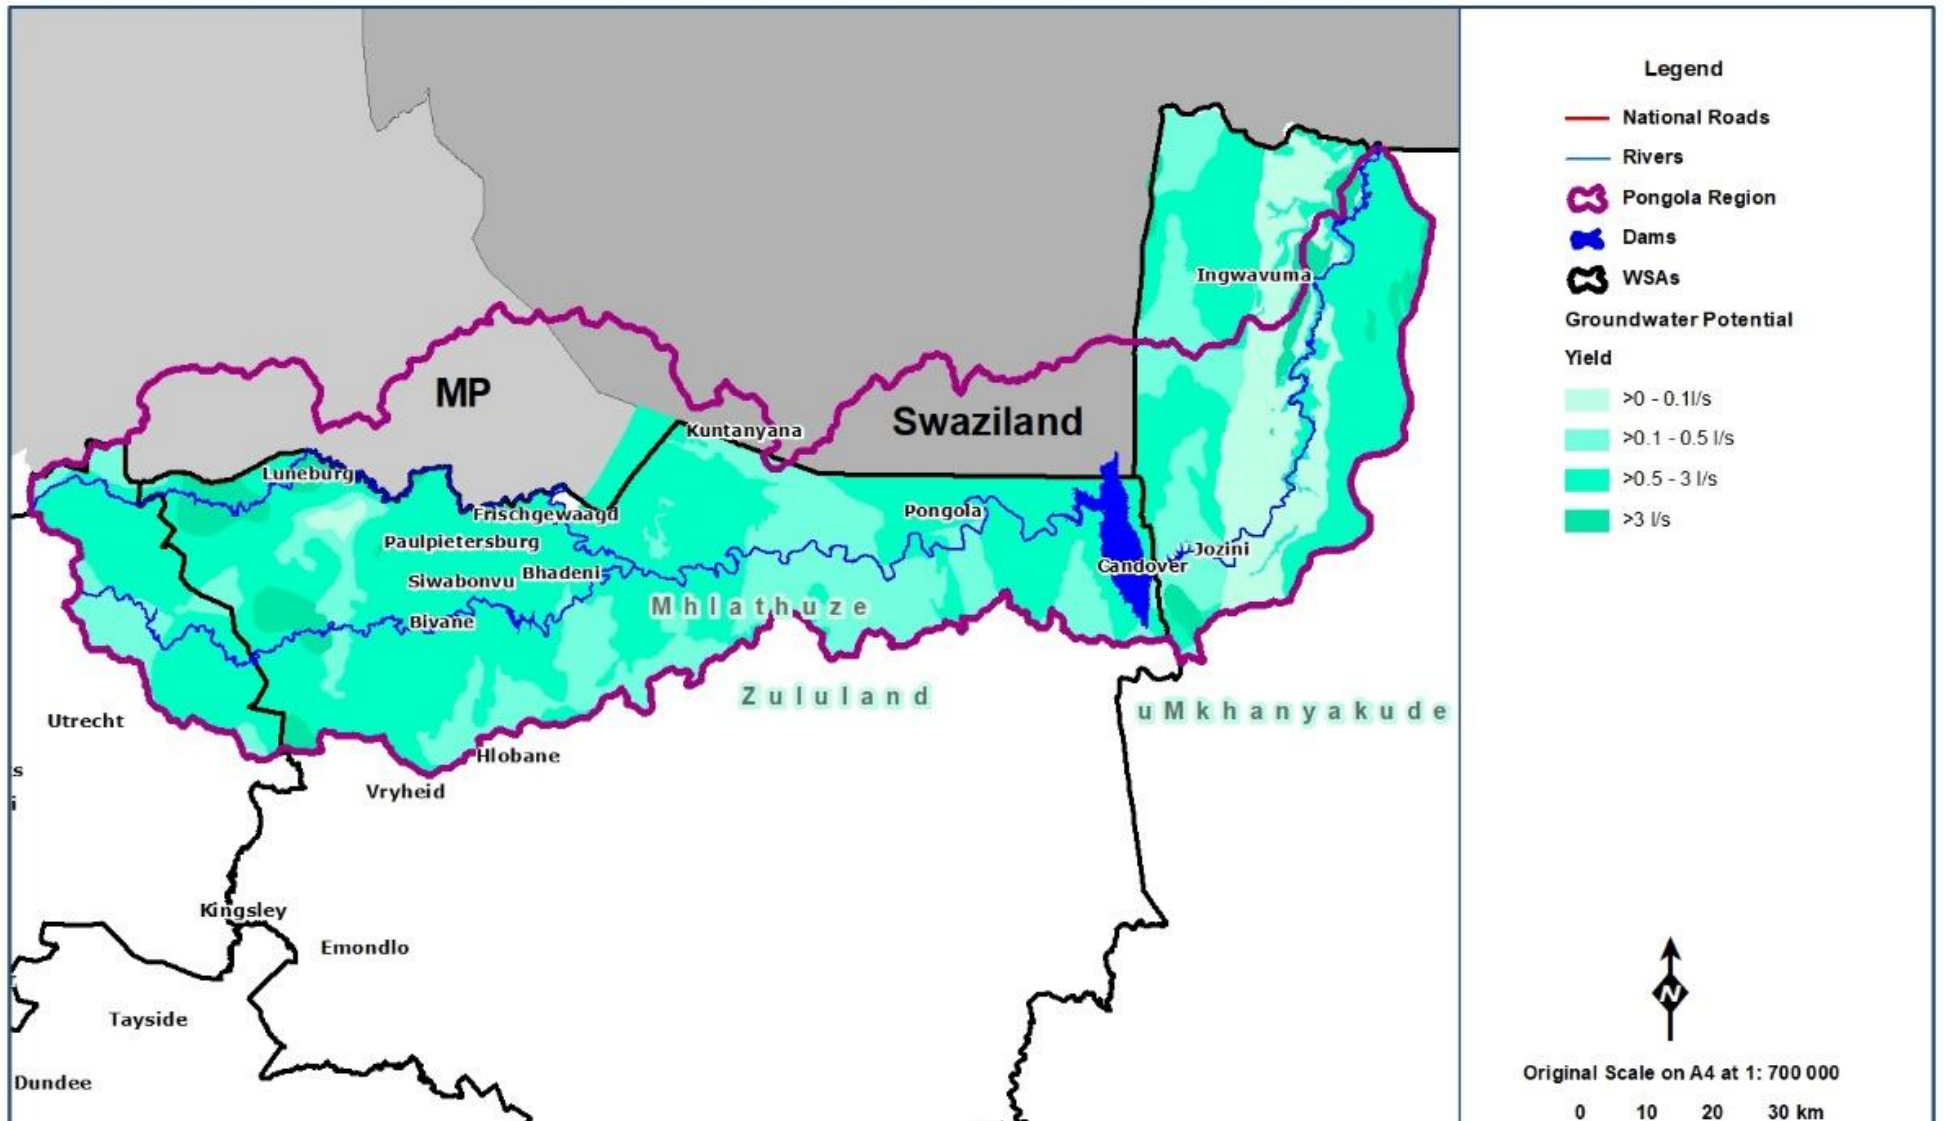 Legend
National Roads
Rivers
Pongola Region
Dams
WSAs
Groundwater Potential
Yield
>0 - 0.1l/s
>0.1 - 0.5 l/s
>0.5 - 3 l/s
>3 l/s
Ingwavuma
MP
Swaziland
Kuntanyana
Luneburg
Frischgewaagd
Pongola
Paulpietersburg
Jozini
Candover
Siwabonvu
Bhadeni
Mhlathuze
Bivane
Zululand
uMkhanyakude
Utrecht
Hlobane
s
Vryheid
i
Kingsley
Emondlo
Tayside
Dundee
N
Original Scale on A4 at 1: 700 000
0 10 20 30 km